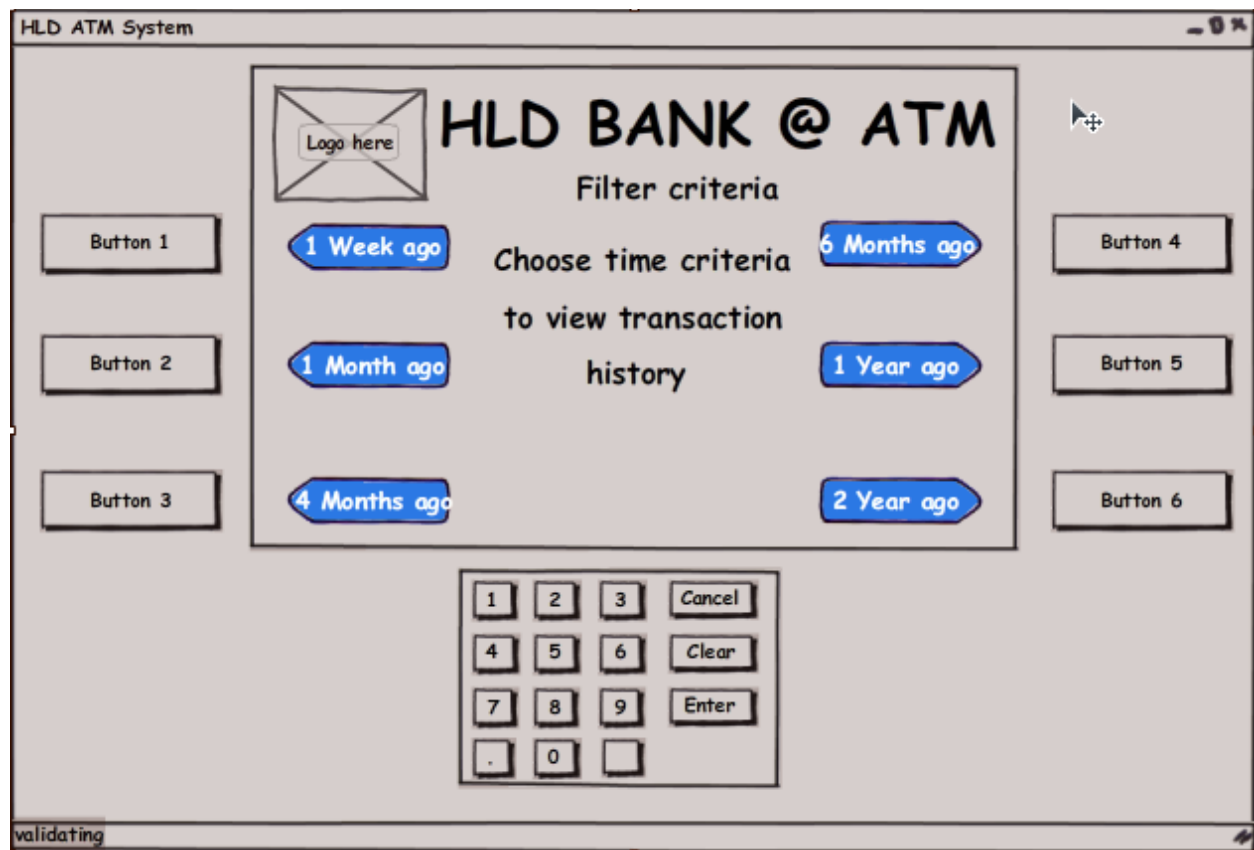 HLD ATM System
Logo here
HLD BANK @ ATM
Filter criteria
Button 1
1 Week ago
Choose time criteria
6 Months ago
Button 4
to view transaction
Button 2
1 Month ago
history
1 Year ago
Button 5
Button 3
4 Months ago
2 Year ago
Button 6
1 2 3 Cancel
4 5 6 Clear
7 8 9 Enter
. 0
validating